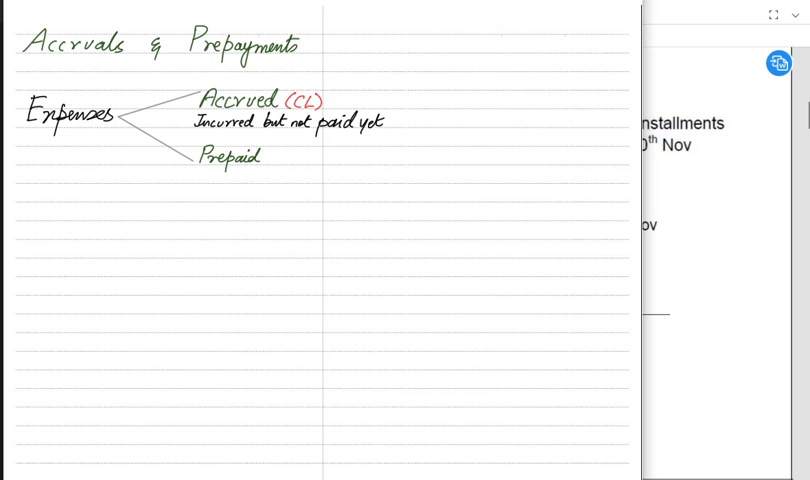 Accruals & Prepayments
Expenses
Accrued (CL)
Incurred but not paid yet
Prepaid
nstallments
0th Nov
ov